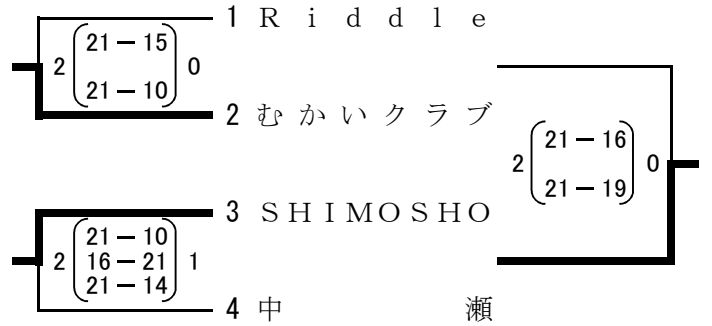 1 Riddle
2 ( 21 － 15 21 － 10 ) 0
2 むかいクラブ
2 ( 21 － 16 21 － 19 ) 0
3 SHIMOSHO
2 ( 21 － 10 16 － 21 21 － 14 ) 1
4 中瀬